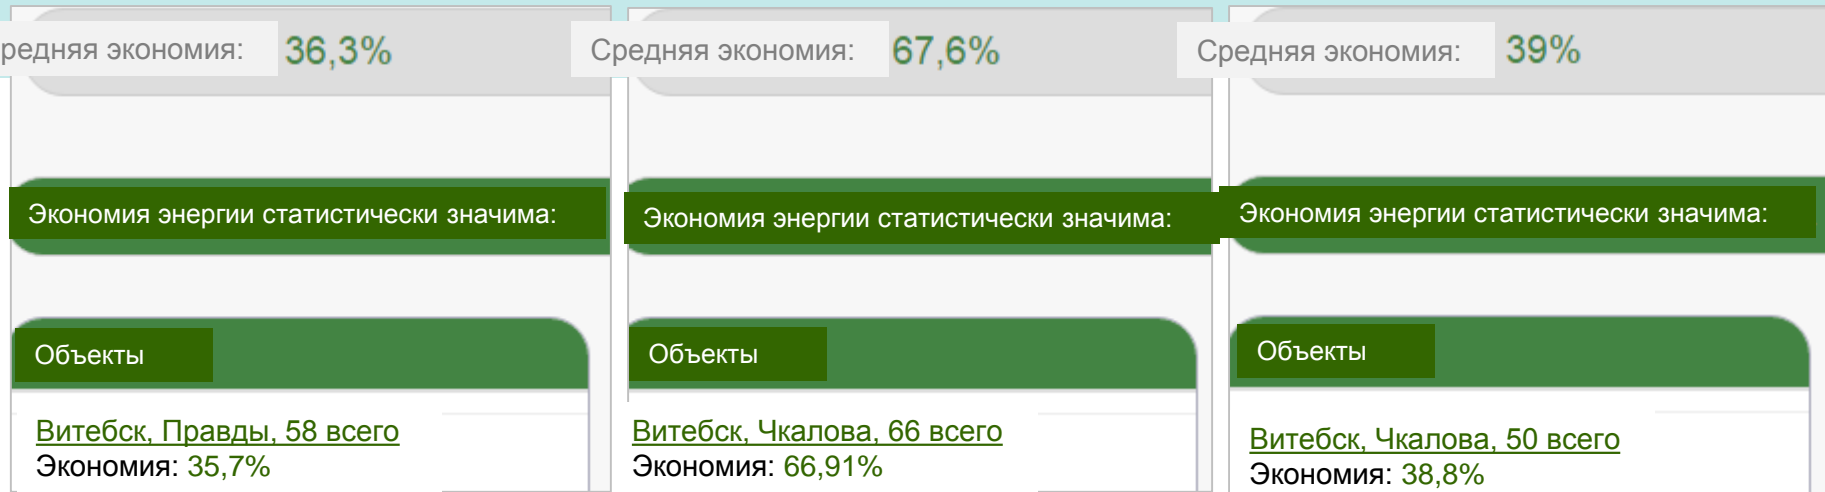 редняя экономия: 36,3%
Экономия энергии статистически значима:
Объекты
Витебск, Правды, 58 всего
Экономия: 35,7%
Средняя экономия: 67,6%
Экономия энергии статистически значима:
Объекты
Витебск, Чкалова, 66 всего
Экономия: 66,91%
Средняя экономия: 39%
Экономия энергии статистически значима:
Объекты
Витебск, Чкалова, 50 всего
Экономия: 38,8%